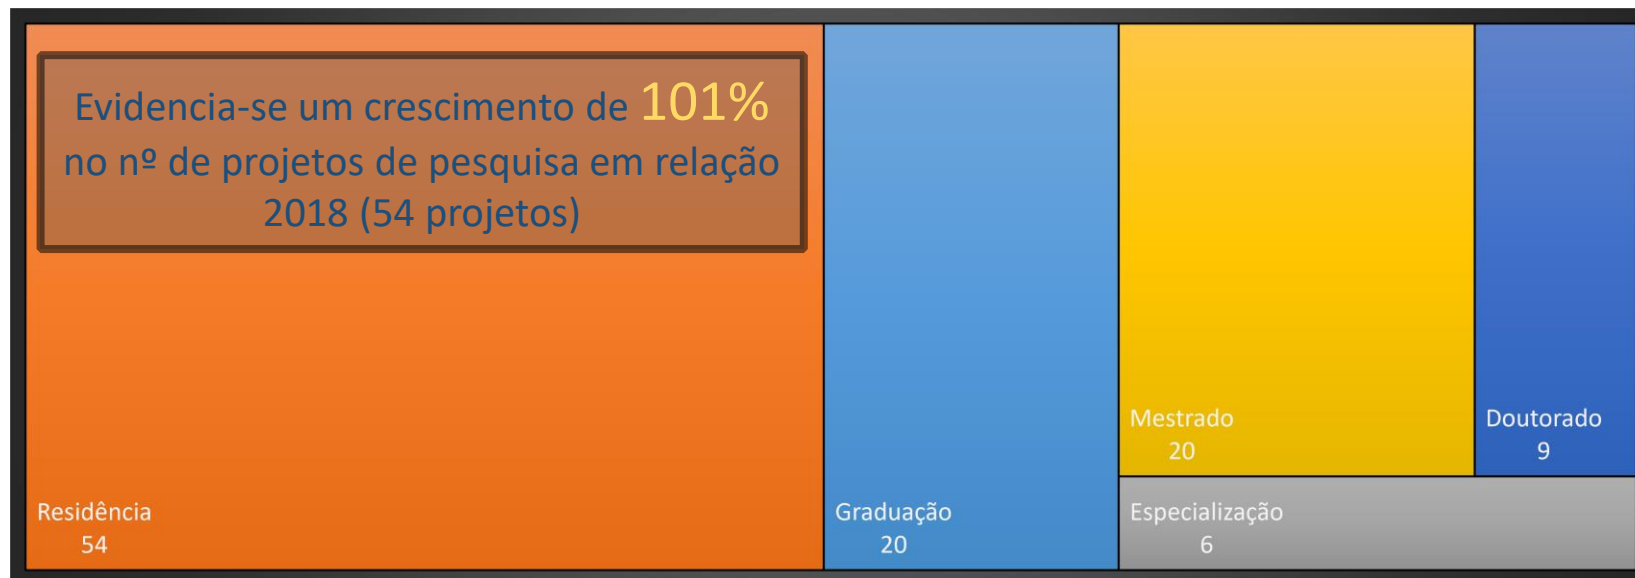 Evidencia-se um crescimento de 101%
no nº de projetos de pesquisa em relação
2018 (54 projetos)
Residência
54
Graduação
20
Mestrado
20
Doutorado
9
Especialização
6